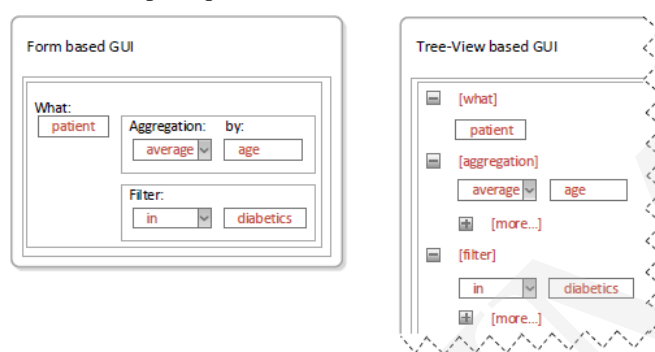 Form based GUI
What:
patient
Aggregation: by:
average age
Filter:
in diabetics
Tree-View based GUI
[what]
patient
[aggregation]
average age
[more...]
[filter]
in diabetics
[more...]